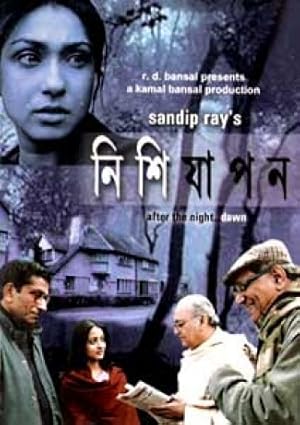 r. d. bansal presents
a kamal bansal production
sandip ray's
নিশিযাপন
after the night.. dawn